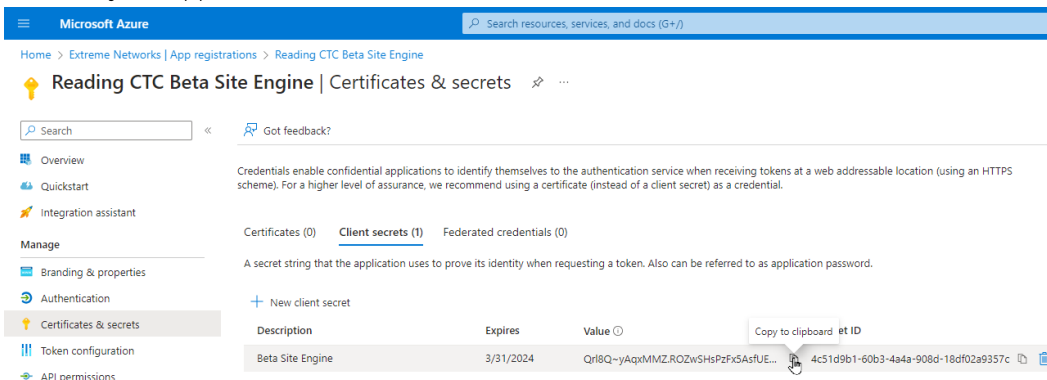 Microsoft Azure
Search resources, services, and docs (G+/)
Home > Extreme Networks | App registrations > Reading CTC Beta Site Engine
Reading CTC Beta Site Engine | Certificates & secrets
Search
Got feedback?
Overview
Quickstart
Integration assistant
Manage
Branding & properties
Authentication
Certificates & secrets
Token configuration
API permissions
Credentials enable confidential applications to identify themselves to the authentication service when receiving tokens at a web addressable location (using an HTTPS
scheme). For a higher level of assurance, we recommend using a certificate (instead of a client secret) as a credential.
Certificates (0) Client secrets (1) Federated credentials (0)
A secret string that the application uses to prove its identity when requesting a token. Also can be referred to as application password.
+ New client secret
Description Expires Value Copy to clipboard et ID
Beta Site Engine 3/31/2024 Qrl8Q~yAqxMMZ.ROZwSHsPzFx5AsfUE... 4c51d9b1-60b3-4a4a-908d-18df02a9357c